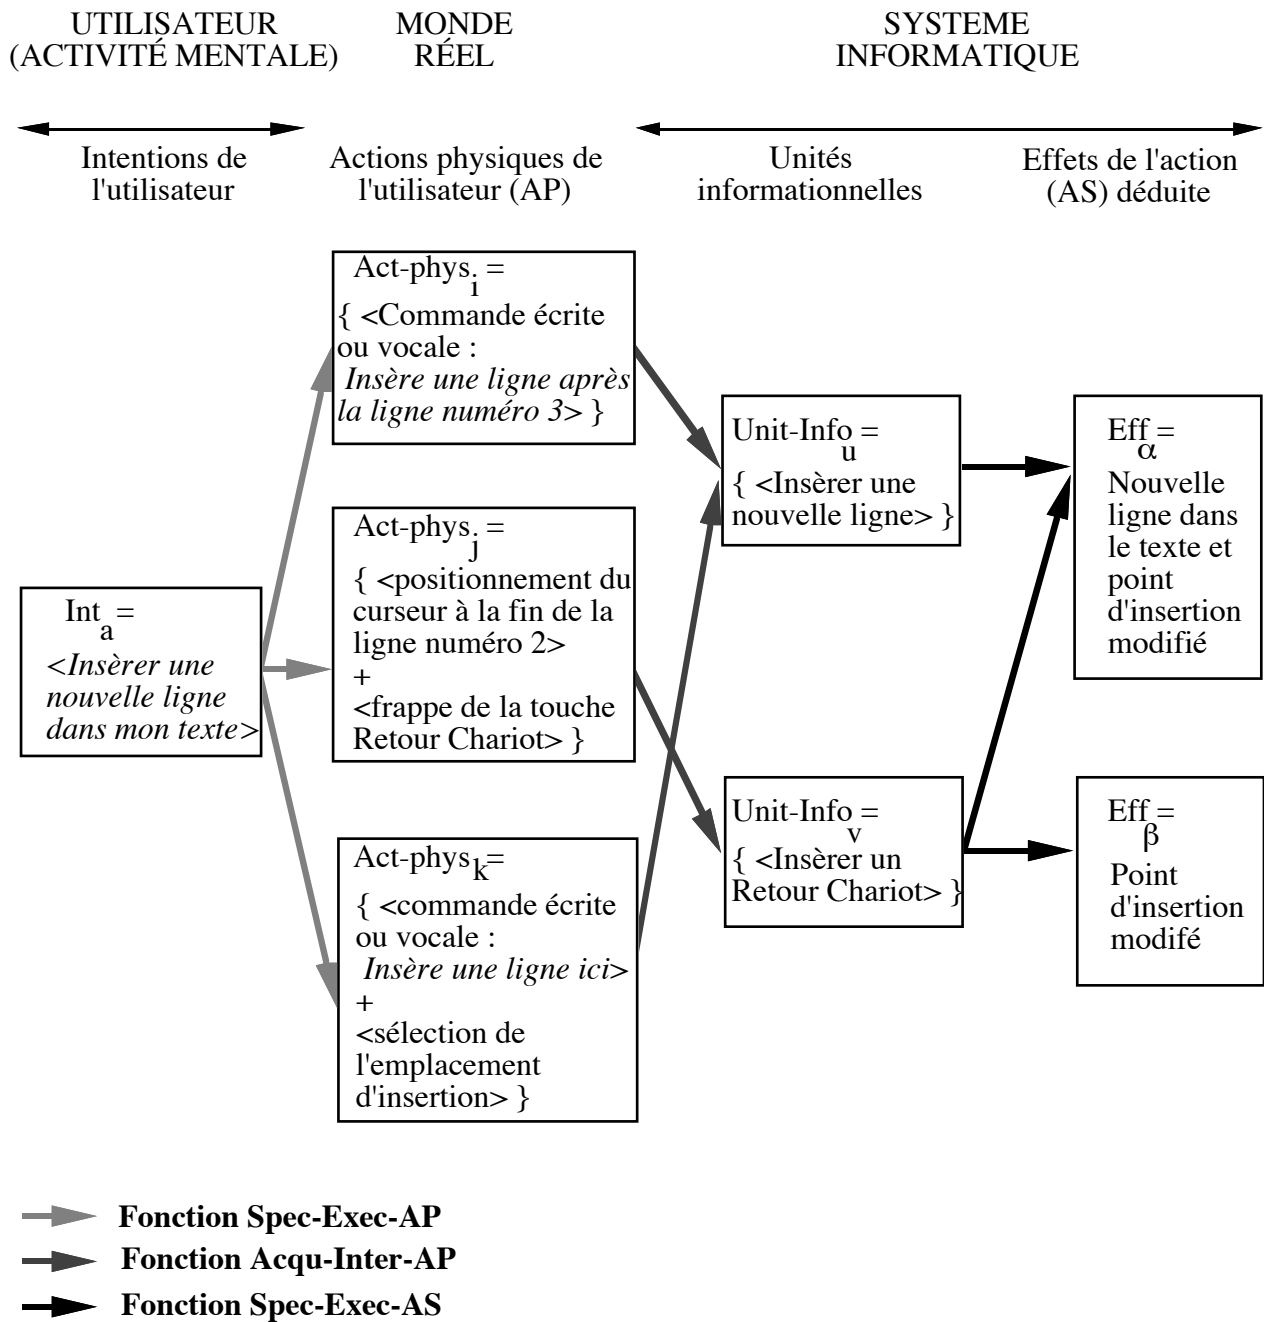 UTILISATEUR
(ACTIVITÉ MENTALE)
MONDE
RÉEL
SYSTEME
INFORMATIQUE
Intentions de
l'utilisateur
Actions physiques de
l'utilisateur (AP)
Unités
informationnelles
Effets de l'action
(AS) déduite
Int a =
<Insèrer une
nouvelle ligne
dans mon texte>
Act-phys i =
{ <Commande écrite
ou vocale :
Insère une ligne après
la ligne numéro 3> }
Act-phys j =
{ <positionnement du
curseur à la fin de la
ligne numéro 2>
+
<frappe de la touche
Retour Chariot> }
Act-phys k =
{ <commande écrite
ou vocale :
Insère une ligne ici>
+
<sélection de
l'emplacement
d'insertion> }
Unit-Info u =
{ <Insèrer une
nouvelle ligne> }
Unit-Info v =
{ <Insèrer un
Retour Chariot> }
Eff α =
Nouvelle
ligne dans
le texte et
point
d'insertion
modifié
Eff β =
Point
d'insertion
modifé
Fonction Spec-Exec-AP
Fonction Acqu-Inter-AP
Fonction Spec-Exec-AS